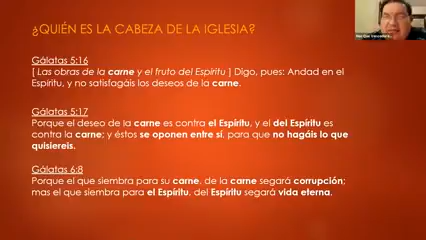 ¿QUIÉN ES LA CABEZA DE LA IGLESIA?
Gálatas 5:16
[ Las obras de la carne y el fruto del Espíritu ] Digo, pues: Andad en el
Espíritu, y no satisfagáis los deseos de la carne.
Gálatas 5:17
Porque el deseo de la carne es contra el Espíritu, y el del Espíritu es
contra la carne; y éstos se oponen entre sí, para que no hagáis lo que
quisiereis.
Gálatas 6:8
Porque el que siembra para su carne, de la carne segará corrupción;
mas el que siembra para el Espíritu, del Espíritu segará vida eterna.